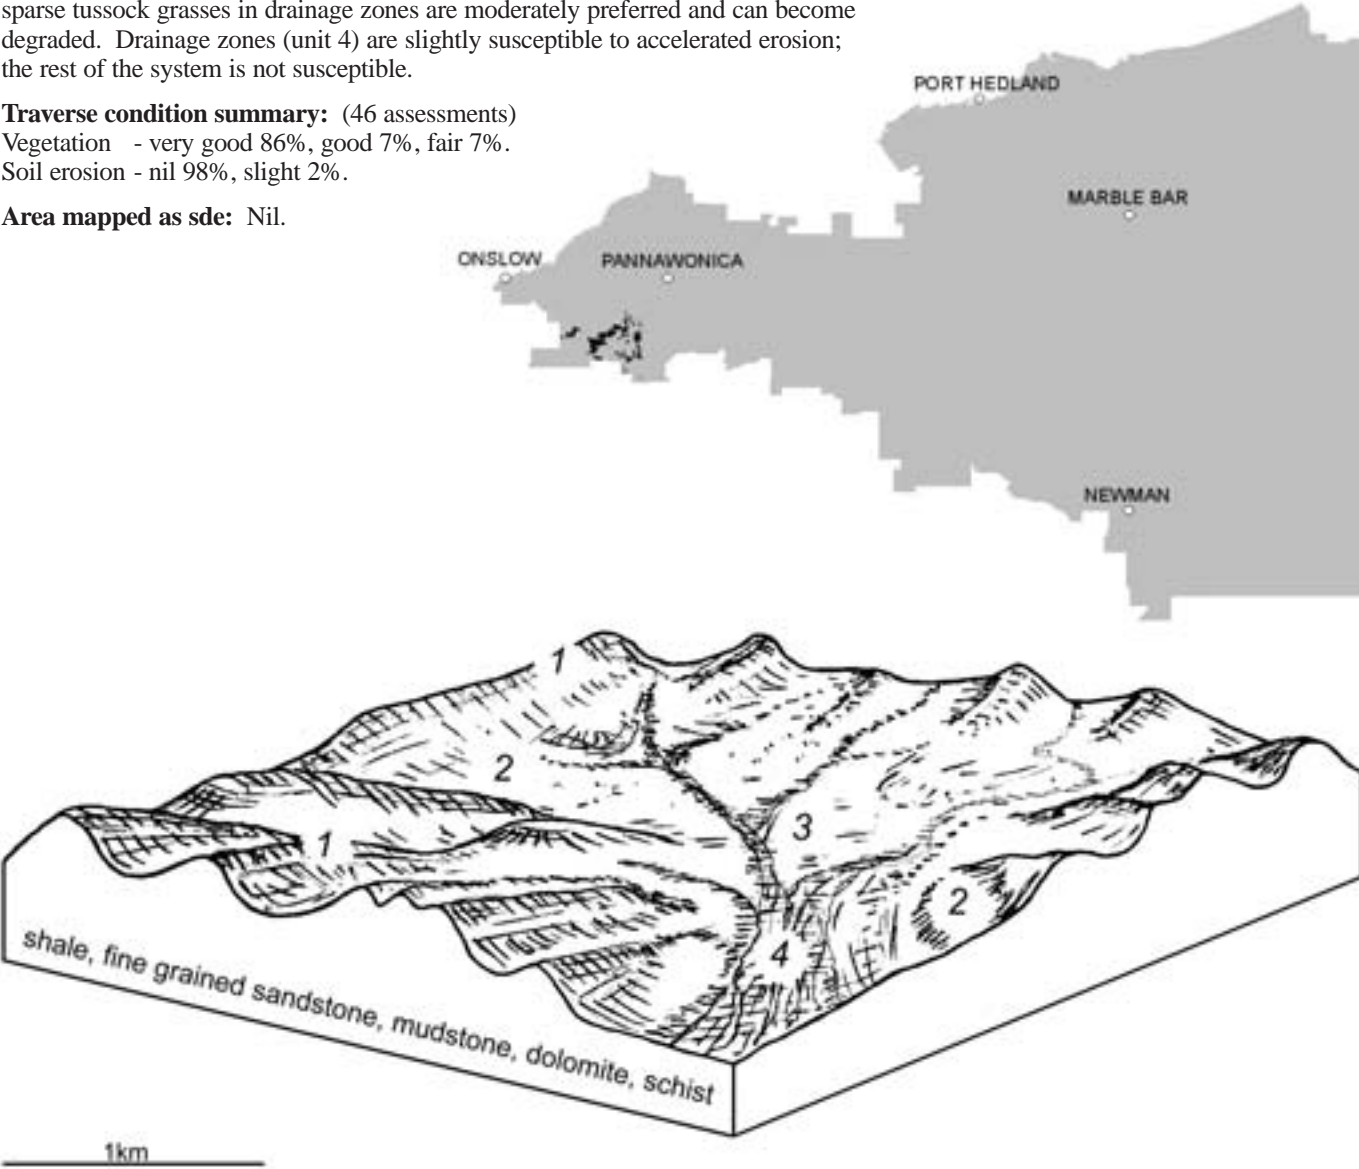 sparse tussock grasses in drainage zones are moderately preferred and can become
degraded. Drainage zones (unit 4) are slightly susceptible to accelerated erosion;
the rest of the system is not susceptible.
Traverse condition summary: (46 assessments)
Vegetation - very good 86%, good 7%, fair 7%.
Soil erosion - nil 98%, slight 2%.
Area mapped as sde: Nil.
PORT HEDLAND
MARBLE BAR
ONSLOW
PANNAWONICA
NEWMAN
1
2
3
1
2
4
shale, fine grained sandstone, mudstone, dolomite, schist
1km